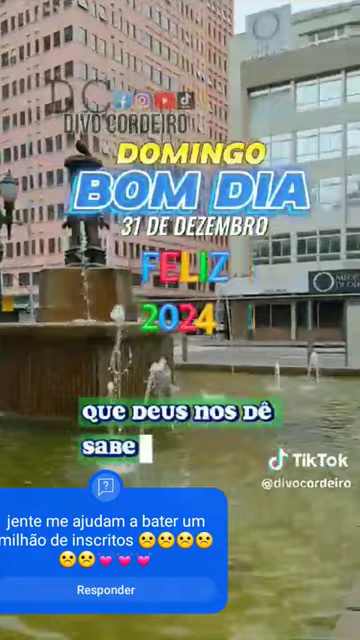 DC
DIVO CORDEIRO
DOMINGO
BOM DIA
31 DE DEZEMBRO
FELIZ
2024
QUE DEUS NOS DÊ
SABE
TikTok
@divocordeiro
jente me ajudam a bater um
milhão de inscritos ☹️☹️☹️☹️
☹️☹️💓💓💓
Responder